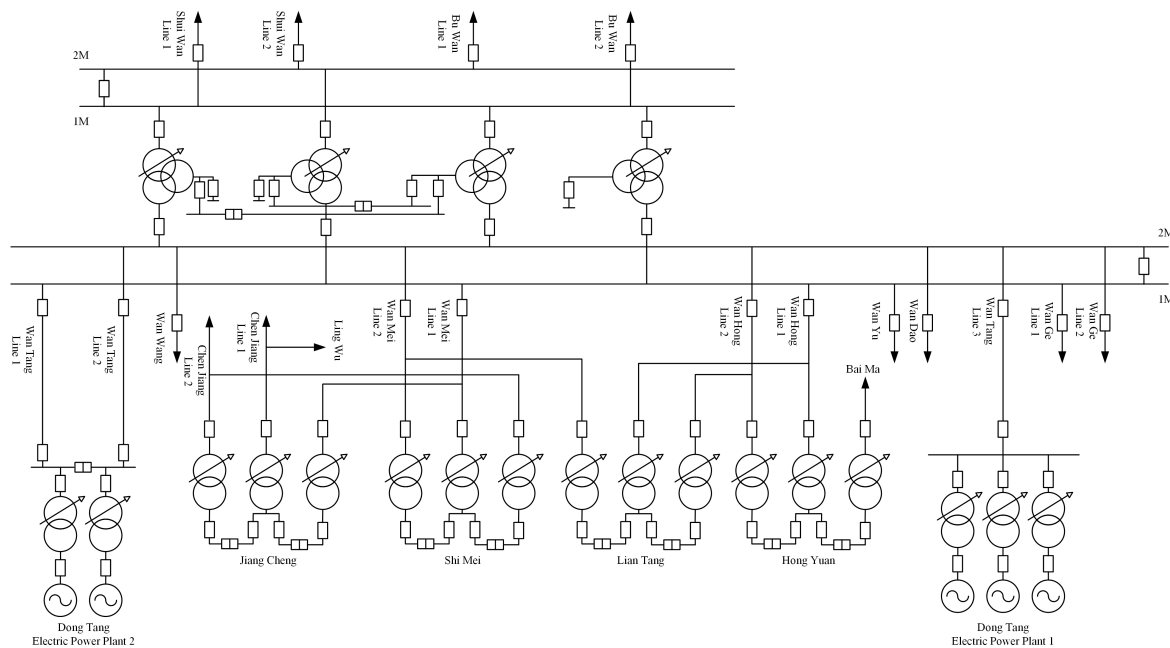 Shui Wan
Line 1
Shui Wan
Line 2
Bu Wan
Line 1
Bu Wan
Line 2
2M
1M
2M
1M
Wan Tang
Line 1
Wan Tang
Line 2
Wan Wang
Chen Jiang
Line 2
Chen Jiang
Line 1
Ling Wu
Wan Mei
Line 2
Wan Mei
Line 1
Wan Hong
Line 2
Wan Hong
Line 1
Bai Ma
Wan Yu
Wan Dao
Wan Tang
Line 3
Wan Ge
Line 1
Wan Ge
Line 2
Jiang Cheng
Shi Mei
Lian Tang
Hong Yuan
Dong Tang
Electric Power Plant 2
Dong Tang
Electric Power Plant 1